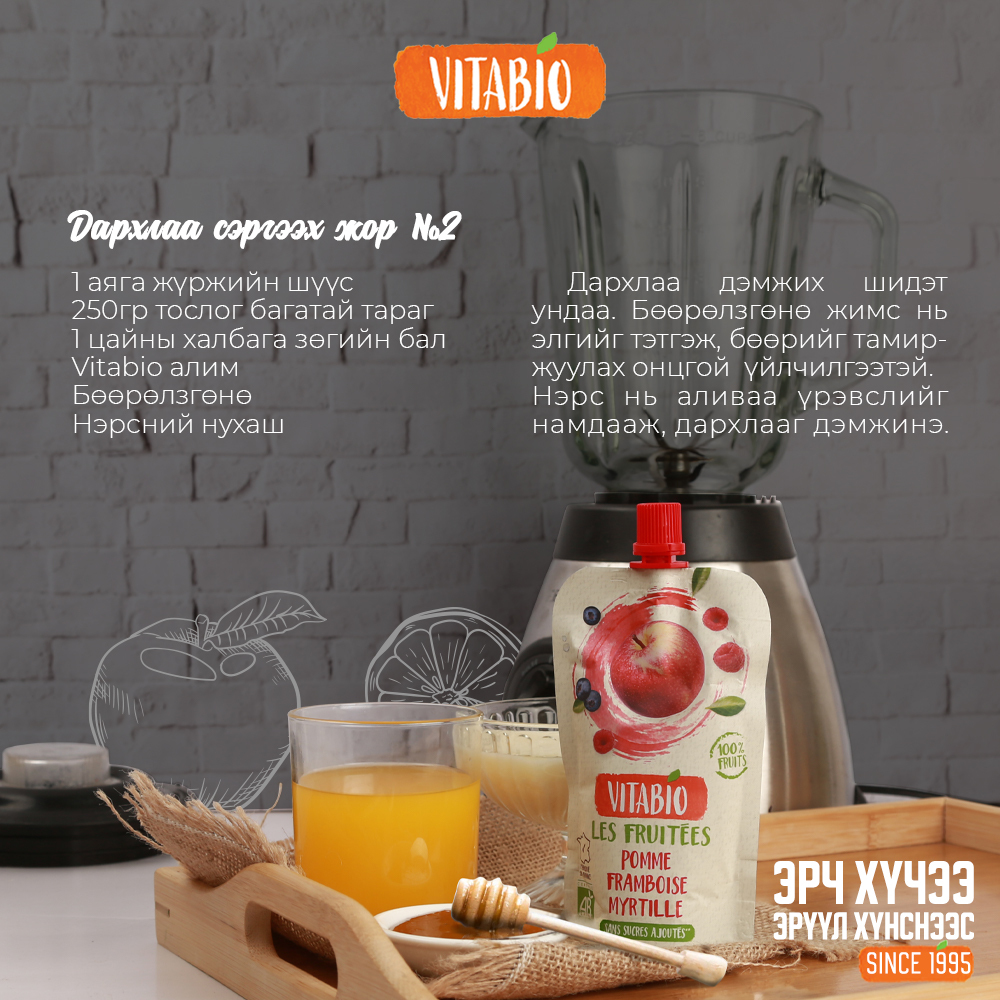 VITABIO
Дархлаа сэргээх жор №2
1 аяга жүржийн шүүс
250гр тослог багатай тараг
1 цайны халбага зөгийн бал
Vitabio алим
Бөөрөлзгөнө
Нэрсний нухаш
Дархлаа дэмжих шидэт
ундаа. Бөөрөлзгөнө жимс нь
элгийг тэтгэж, бөөрийг тамир-
жуулах онцгой үйлчилгээтэй.
Нэрс нь аливаа үрэвслийг
намдааж, дархлааг дэмжинэ.
100%
FRUITS
VITABIO
LES FRUITÉES
POMME
FRAMBOISE
MYRTILLE
AB
SANS SUCRES AJOUTÉS**
ЭРЧ ХҮЧЭЭ
ЭРҮҮЛ ХҮНСНЭЭС
SINCE 1995